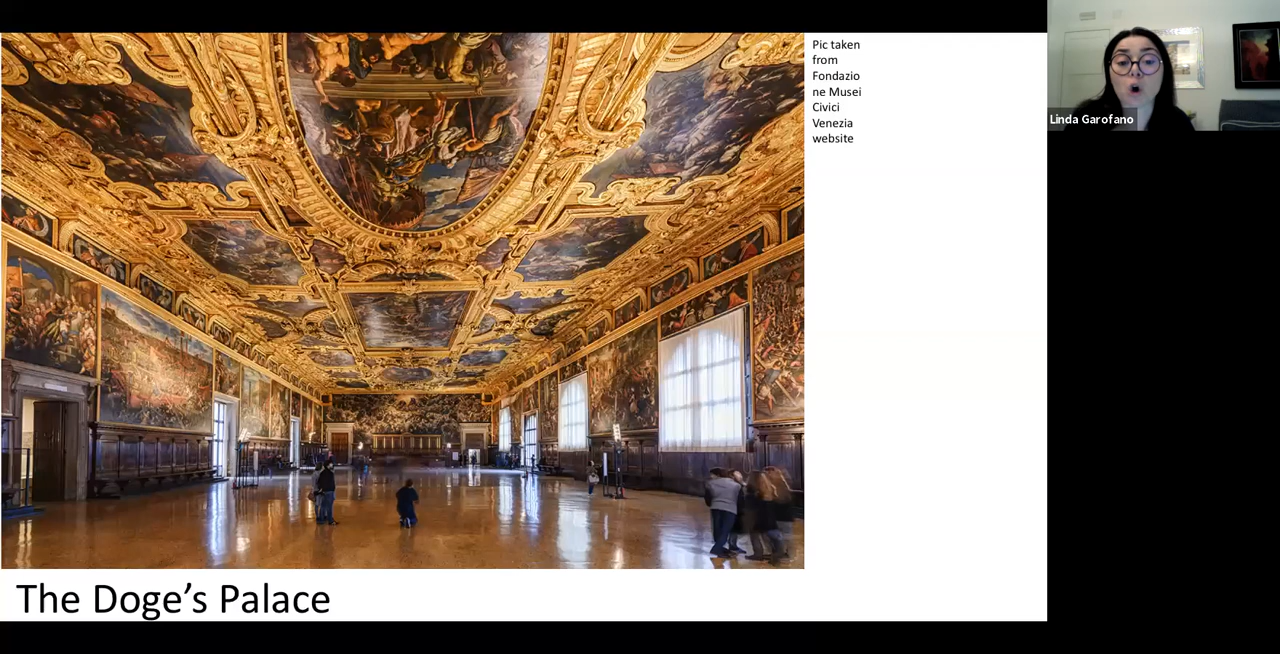 Pic taken
from
Fondazio
ne Musei
Civici
Venezia
website
Linda Garofano
The Doge's Palace